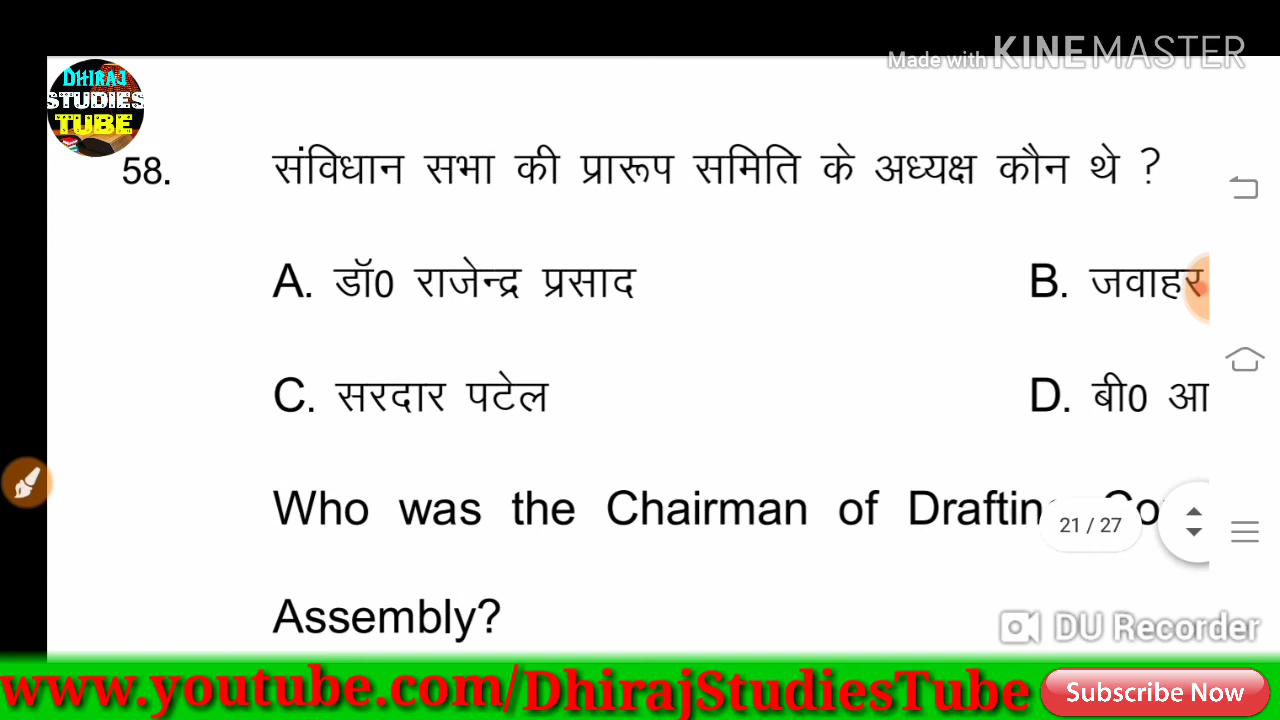 Made with KINEMASTER
DHIRAJ
STUDIES
TUBE
58. संविधान सभा की प्रारूप समिति के अध्यक्ष कौन थे ?
A. डॉ0 राजेन्द्र प्रसाद B. जवाहर
C. सरदार पटेल D. बी0 आ
Who was the Chairman of Drafting
21 / 27
Assembly?
DU Recorder
www.youtube.com/DhirajStudiesTube
Subscribe Now